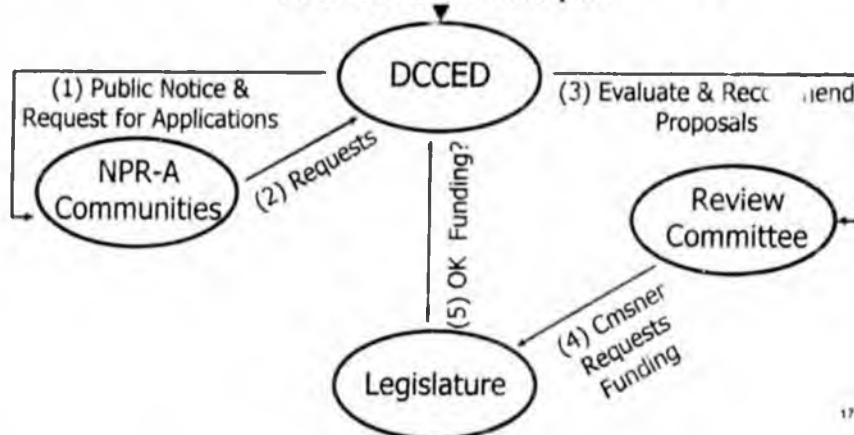 DCCED
(1) Public Notice &
Request for Applications
(3) Evaluate &
Proposals
(2) Requests
NPR-A
Communities
(5) OK Funding?
Review
Committee
(4) Cmsner
Requests
Funding
Legislature
17